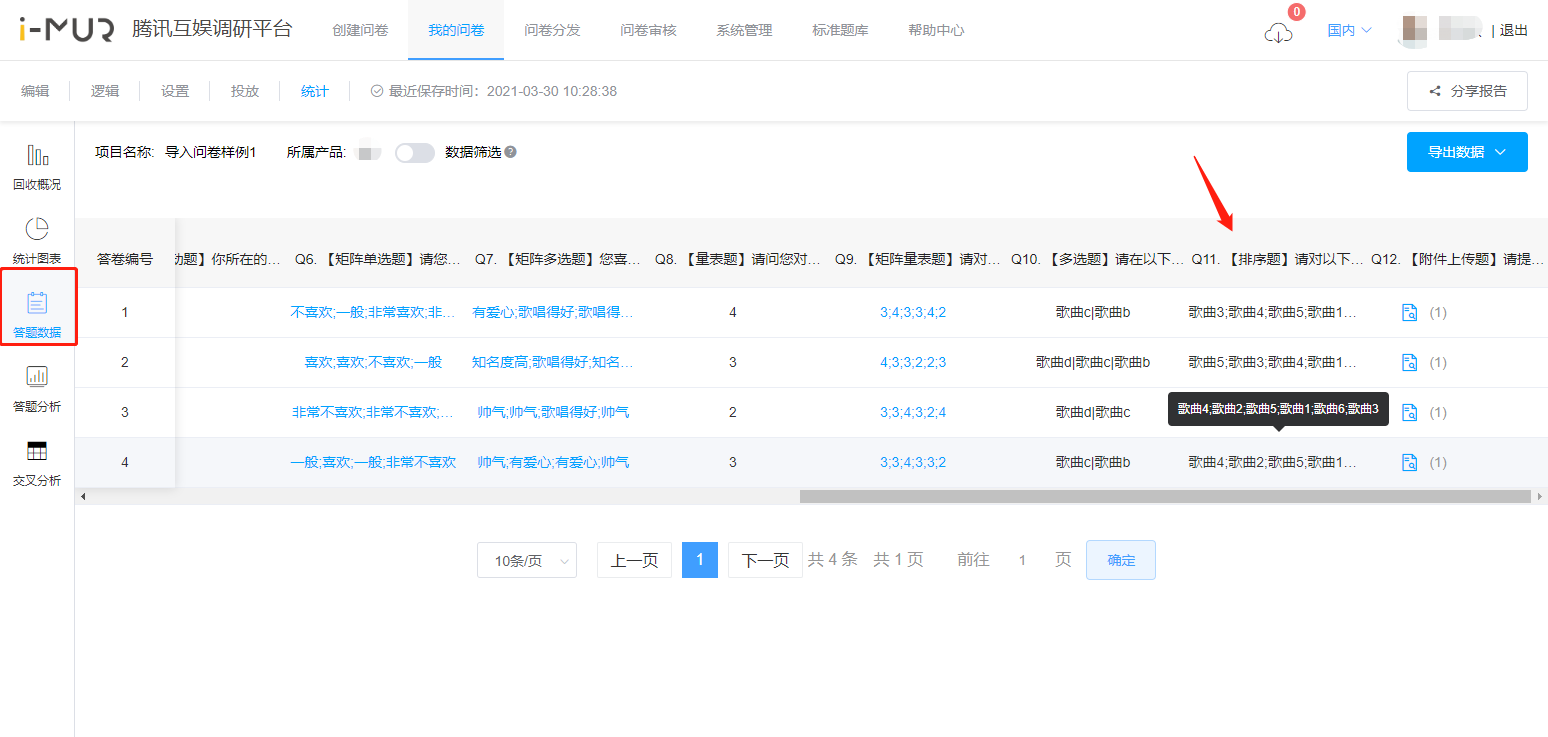 i-MUR 腾讯互娱调研平台 创建问卷 我的问卷 问卷分发 问卷审核 系统管理 标准题库 帮助中心 0 国内 | 退出
编辑 逻辑 设置 投放 统计 最近保存时间：2021-03-30 10:28:38 分享报告
项目名称: 导入问卷样例1 所属产品: 数据筛选 ? 导出数据
回收概况
统计图表
答题数据
答题分析
交叉分析
答卷编号 动题】你所在的... Q6. 【矩阵单选题】请您... Q7. 【矩阵多选题】您喜... Q8. 【量表题】请问您对... Q9. 【矩阵量表题】请对... Q10. 【多选题】请在以下... Q11. 【排序题】请对以下... Q12. 【附件上传题】请提...
1 不喜欢;一般;非常喜欢;非... 有爱心;歌唱得好;歌唱得... 4 3;4;3;3;4;2 歌曲c|歌曲b 歌曲3;歌曲4;歌曲5;歌曲1... (1)
2 喜欢;喜欢;不喜欢;一般 知名度高;歌唱得好;知名... 3 4;3;3;2;2;3 歌曲d|歌曲c|歌曲b 歌曲5;歌曲3;歌曲4;歌曲1... (1)
3 非常不喜欢;非常不喜欢;... 帅气;帅气;歌唱得好;帅气 2 3;3;4;3;2;4 歌曲d|歌曲c 歌曲4;歌曲2;歌曲5;歌曲1;歌曲6;歌曲3 (1)
4 一般;喜欢;一般;非常不喜欢 帅气;有爱心;有爱心;帅气 3 3;3;4;3;3;2 歌曲c|歌曲b 歌曲4;歌曲2;歌曲5;歌曲1... (1)
10条/页 上一页 1 下一页 共 4 条 共 1 页 前往 1 页 确定